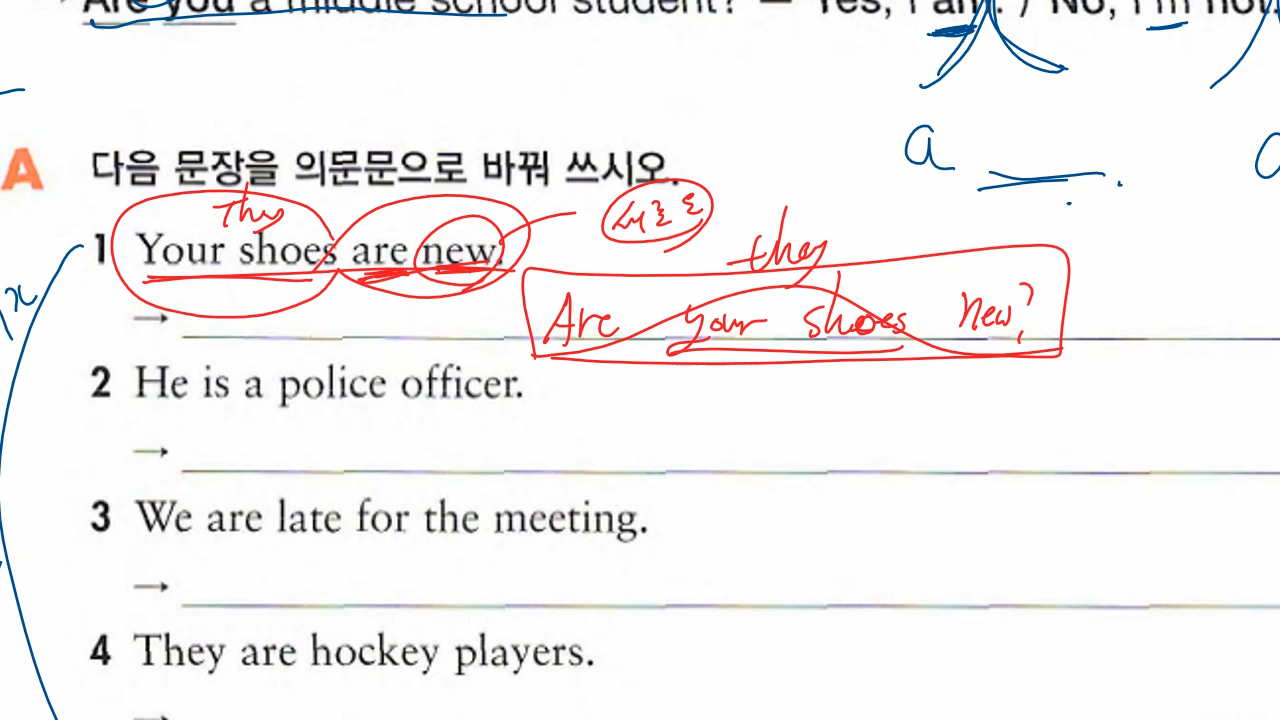 Are you a middle school student? – Yes, I am. / No, I'm not.
a
A 다음 문장을 의문문으로 바꿔 쓰시오.
They
새로운
1 Your shoes are new.
they
→ Are your shoes new?
2 He is a police officer.
→
3 We are late for the meeting.
→
4 They are hockey players.
→